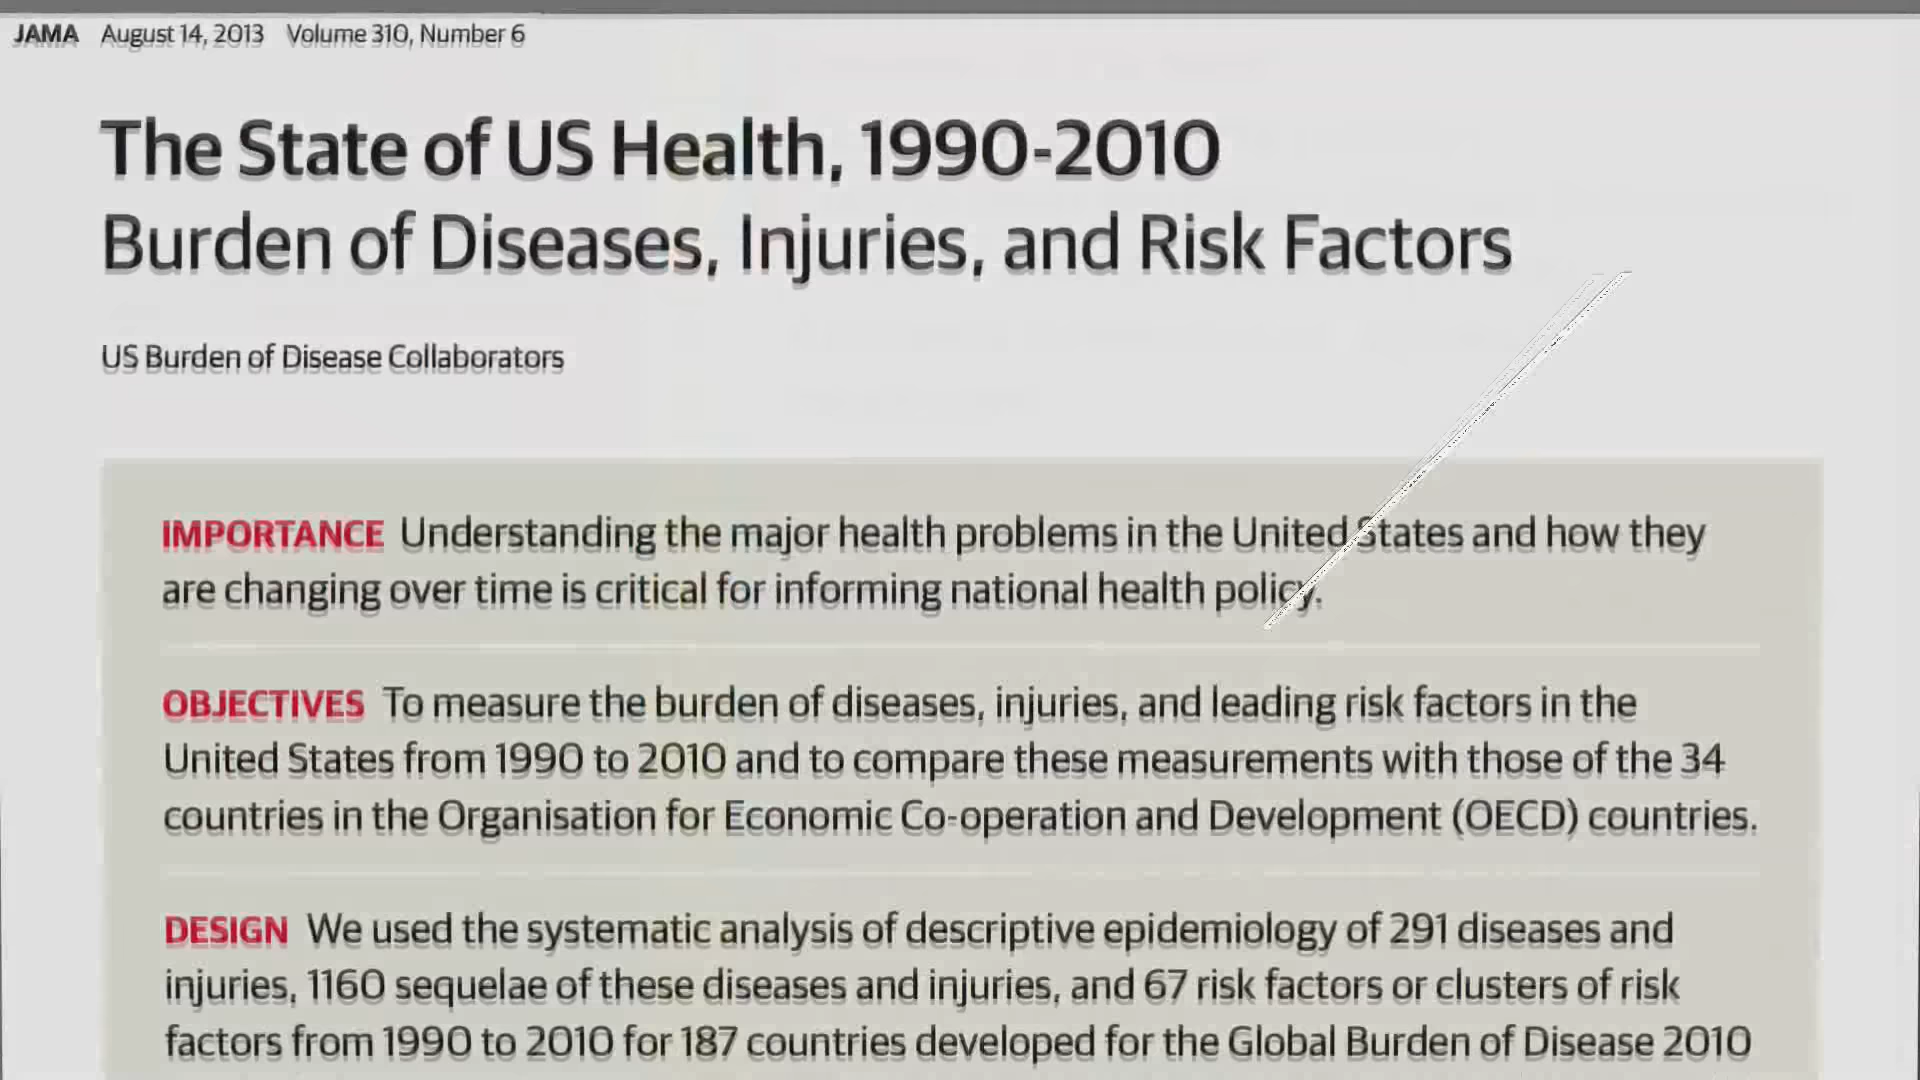 JAMA August 14, 2013 Volume 310, Number 6
The State of US Health, 1990-2010
Burden of Diseases, Injuries, and Risk Factors
US Burden of Disease Collaborators
IMPORTANCE Understanding the major health problems in the United States and how they
are changing over time is critical for informing national health policy.
OBJECTIVES To measure the burden of diseases, injuries, and leading risk factors in the
United States from 1990 to 2010 and to compare these measurements with those of the 34
countries in the Organisation for Economic Co-operation and Development (OECD) countries.
DESIGN We used the systematic analysis of descriptive epidemiology of 291 diseases and
injuries, 1160 sequelae of these diseases and injuries, and 67 risk factors or clusters of risk
factors from 1990 to 2010 for 187 countries developed for the Global Burden of Disease 2010